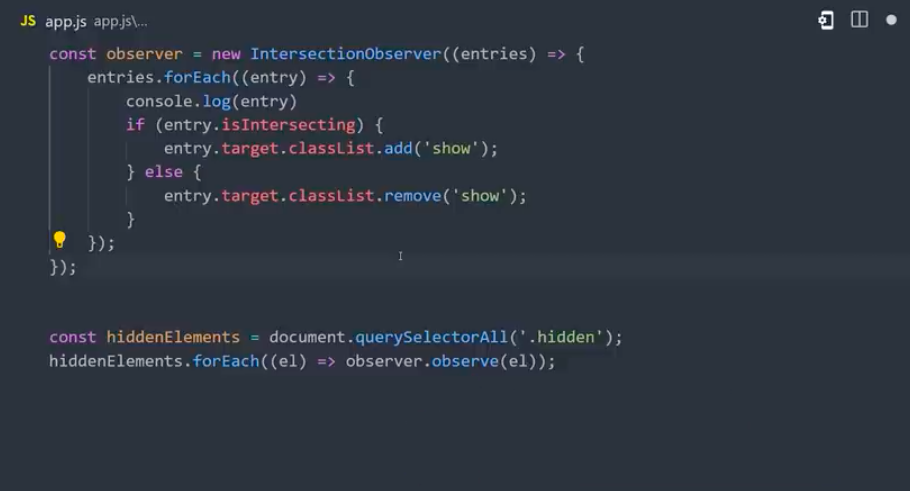 JS app.js app.js\...
const observer = new IntersectionObserver((entries) => {
    entries.forEach((entry) => {
        console.log(entry)
        if (entry.isIntersecting) {
            entry.target.classList.add('show');
        } else {
            entry.target.classList.remove('show');
        }
    });
});
const hiddenElements = document.querySelectorAll('.hidden');
hiddenElements.forEach((el) => observer.observe(el));